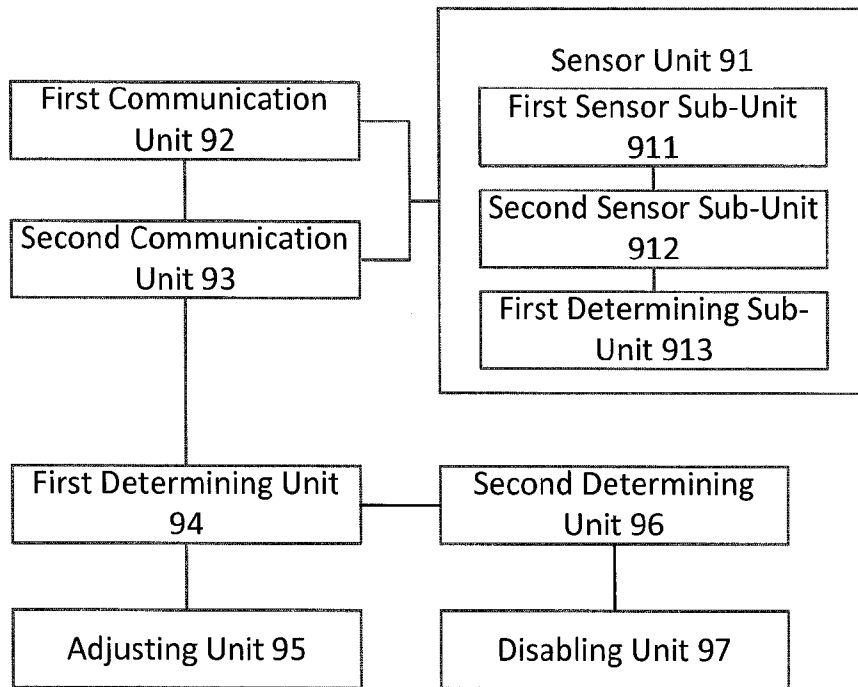 Sensor Unit 91
First Communication
Unit 92
First Sensor Sub-Unit
911
Second Communication
Unit 93
Second Sensor Sub-Unit
912
First Determining Sub-
Unit 913
First Determining Unit
94
Second Determining
Unit 96
Adjusting Unit 95
Disabling Unit 97